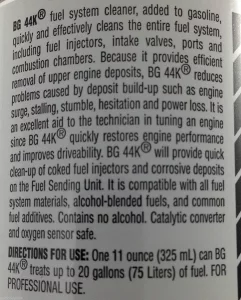 BG 44K® fuel system cleaner, added to gasoline,
quickly and effectively cleans the entire fuel system,
including fuel injectors, intake valves, ports and
combustion chambers. Because it provides efficient
removal of upper engine deposits, BG 44K® reduces
problems caused by deposit build-up such as engine
surge, stalling, stumble, hesitation and power loss. It is
an excellent aid to the technician in tuning an engine
since BG 44K® quickly restores engine performance
and improves driveability. BG 44K® will provide quick
clean-up of coked fuel injectors and corrosive deposits
on the Fuel Sending Unit. It is compatible with all fuel
system materials, alcohol-blended fuels, and common
fuel additives. Contains no alcohol. Catalytic converter
and oxygen sensor safe.
DIRECTIONS FOR USE: One 11 ounce (325 mL) can BG
44K® treats up to 20 gallons (75 Liters) of fuel. FOR
PROFESSIONAL USE.